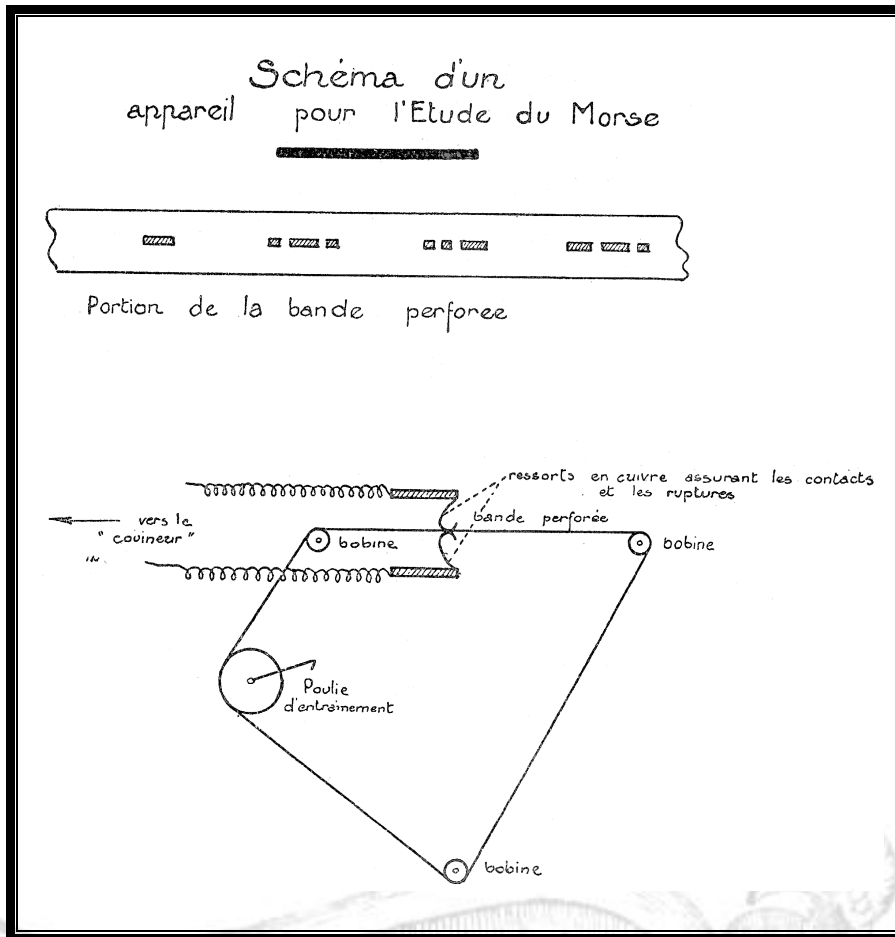 Schéma d'un
appareil pour l'Etude du Morse
Portion de la bande perforee
ressorts en cuivre assurant les contacts
et les ruptures
vers le
"couineur"
bobine
bande perforée
bobine
Poulie
d'entraînement
bobine